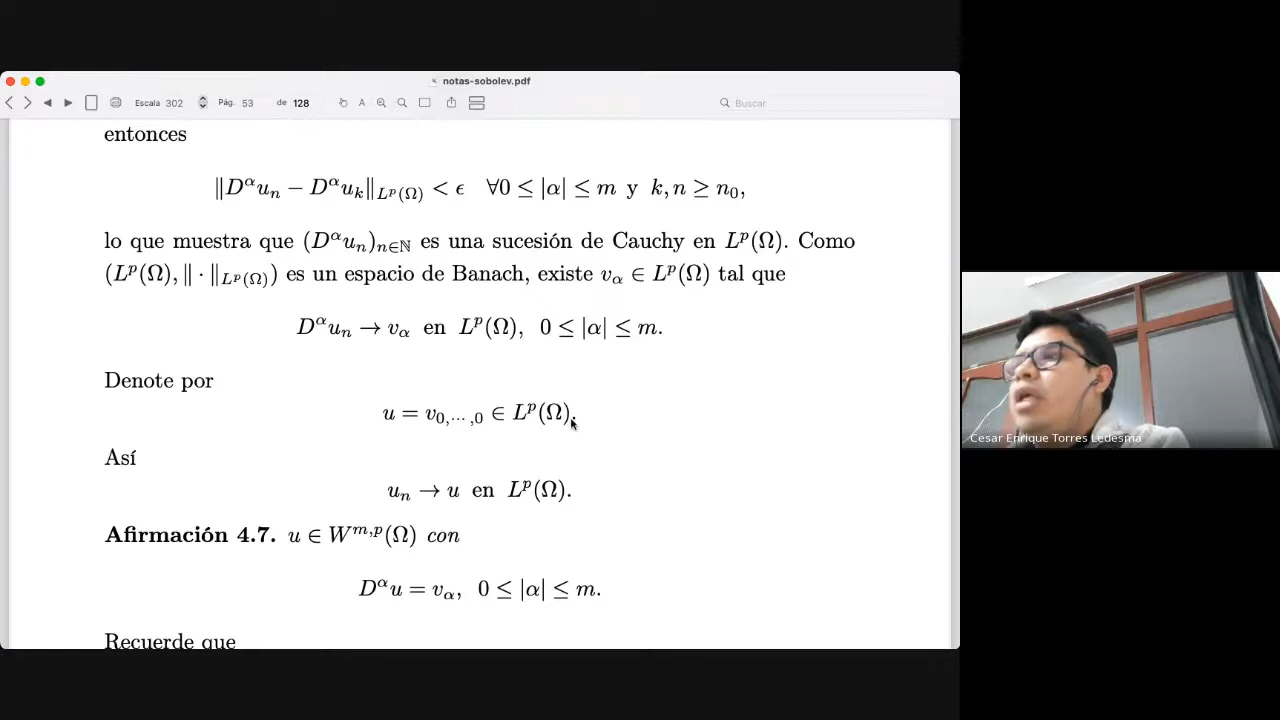 notas-sobolev.pdf
Escala 302 Pág. 53 de 128 A Buscar
entonces
‖D^α u_n − D^α u_k‖_{L^p(Ω)} < ϵ ∀0 ≤ |α| ≤ m y k, n ≥ n_0,
lo que muestra que (D^α u_n)_{n∈ℕ} es una sucesión de Cauchy en L^p(Ω). Como
(L^p(Ω), ‖ · ‖_{L^p(Ω)}) es un espacio de Banach, existe v_α ∈ L^p(Ω) tal que
D^α u_n → v_α en L^p(Ω), 0 ≤ |α| ≤ m.
Denote por
u = v_{0,⋯,0} ∈ L^p(Ω).
Así
u_n → u en L^p(Ω).
Afirmación 4.7. u ∈ W^{m,p}(Ω) con
D^α u = v_α, 0 ≤ |α| ≤ m.
Recuerde que
Cesar Enrique Torres Ledesma